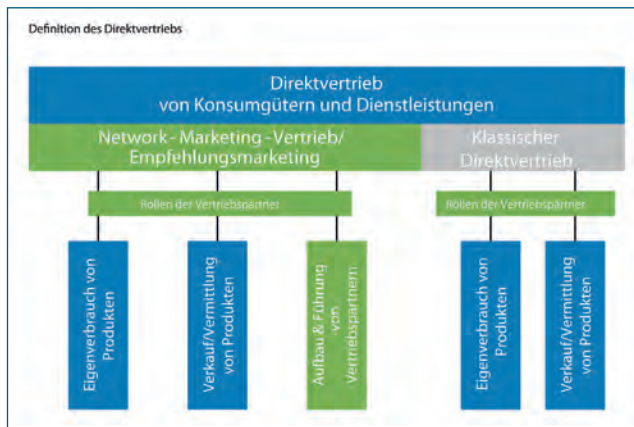 Definition des Direktvertriebs
Direktvertrieb
von Konsumgütern und Dienstleistungen
Network - Marketing - Vertrieb/
Empfehlungsmarketing
Klassischer
Direktvertrieb
Rollen der Vertriebspartner
Rollen der Vertriebspartner
Eigenverbrauch von
Produkten
Verkauf/Vermittlung
von Produkten
Aufbau & Führung
von
Vertriebspartnern
Eigenverbrauch von
Produkten
Verkauf/Vermittlung
von Produkten